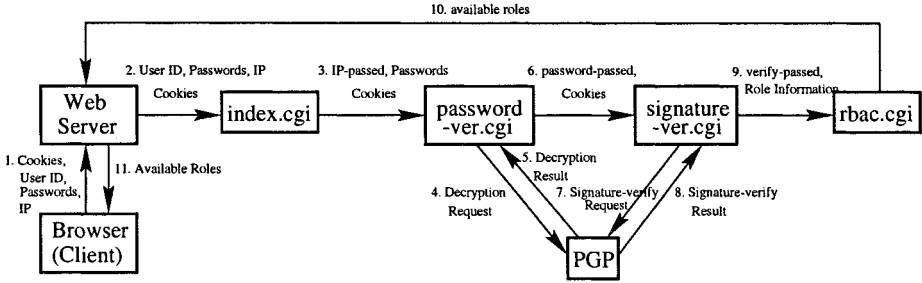 10. available roles
2. User ID, Passwords, IP
Cookies
3. IP-passed, Passwords
Cookies
6. password-passed,
Cookies
9. verify-passed,
Role Information
Web
Server
index.cgi
password
-ver.cgi
signature
-ver.cgi
rbac.cgi
1. Cookies,
User ID,
Passwords,
IP
11. Available Roles
5. Decryption
Result
4. Decryption
Request
7. Signature-verify
Request
8. Signature-verify
Result
Browser
(Client)
PGP